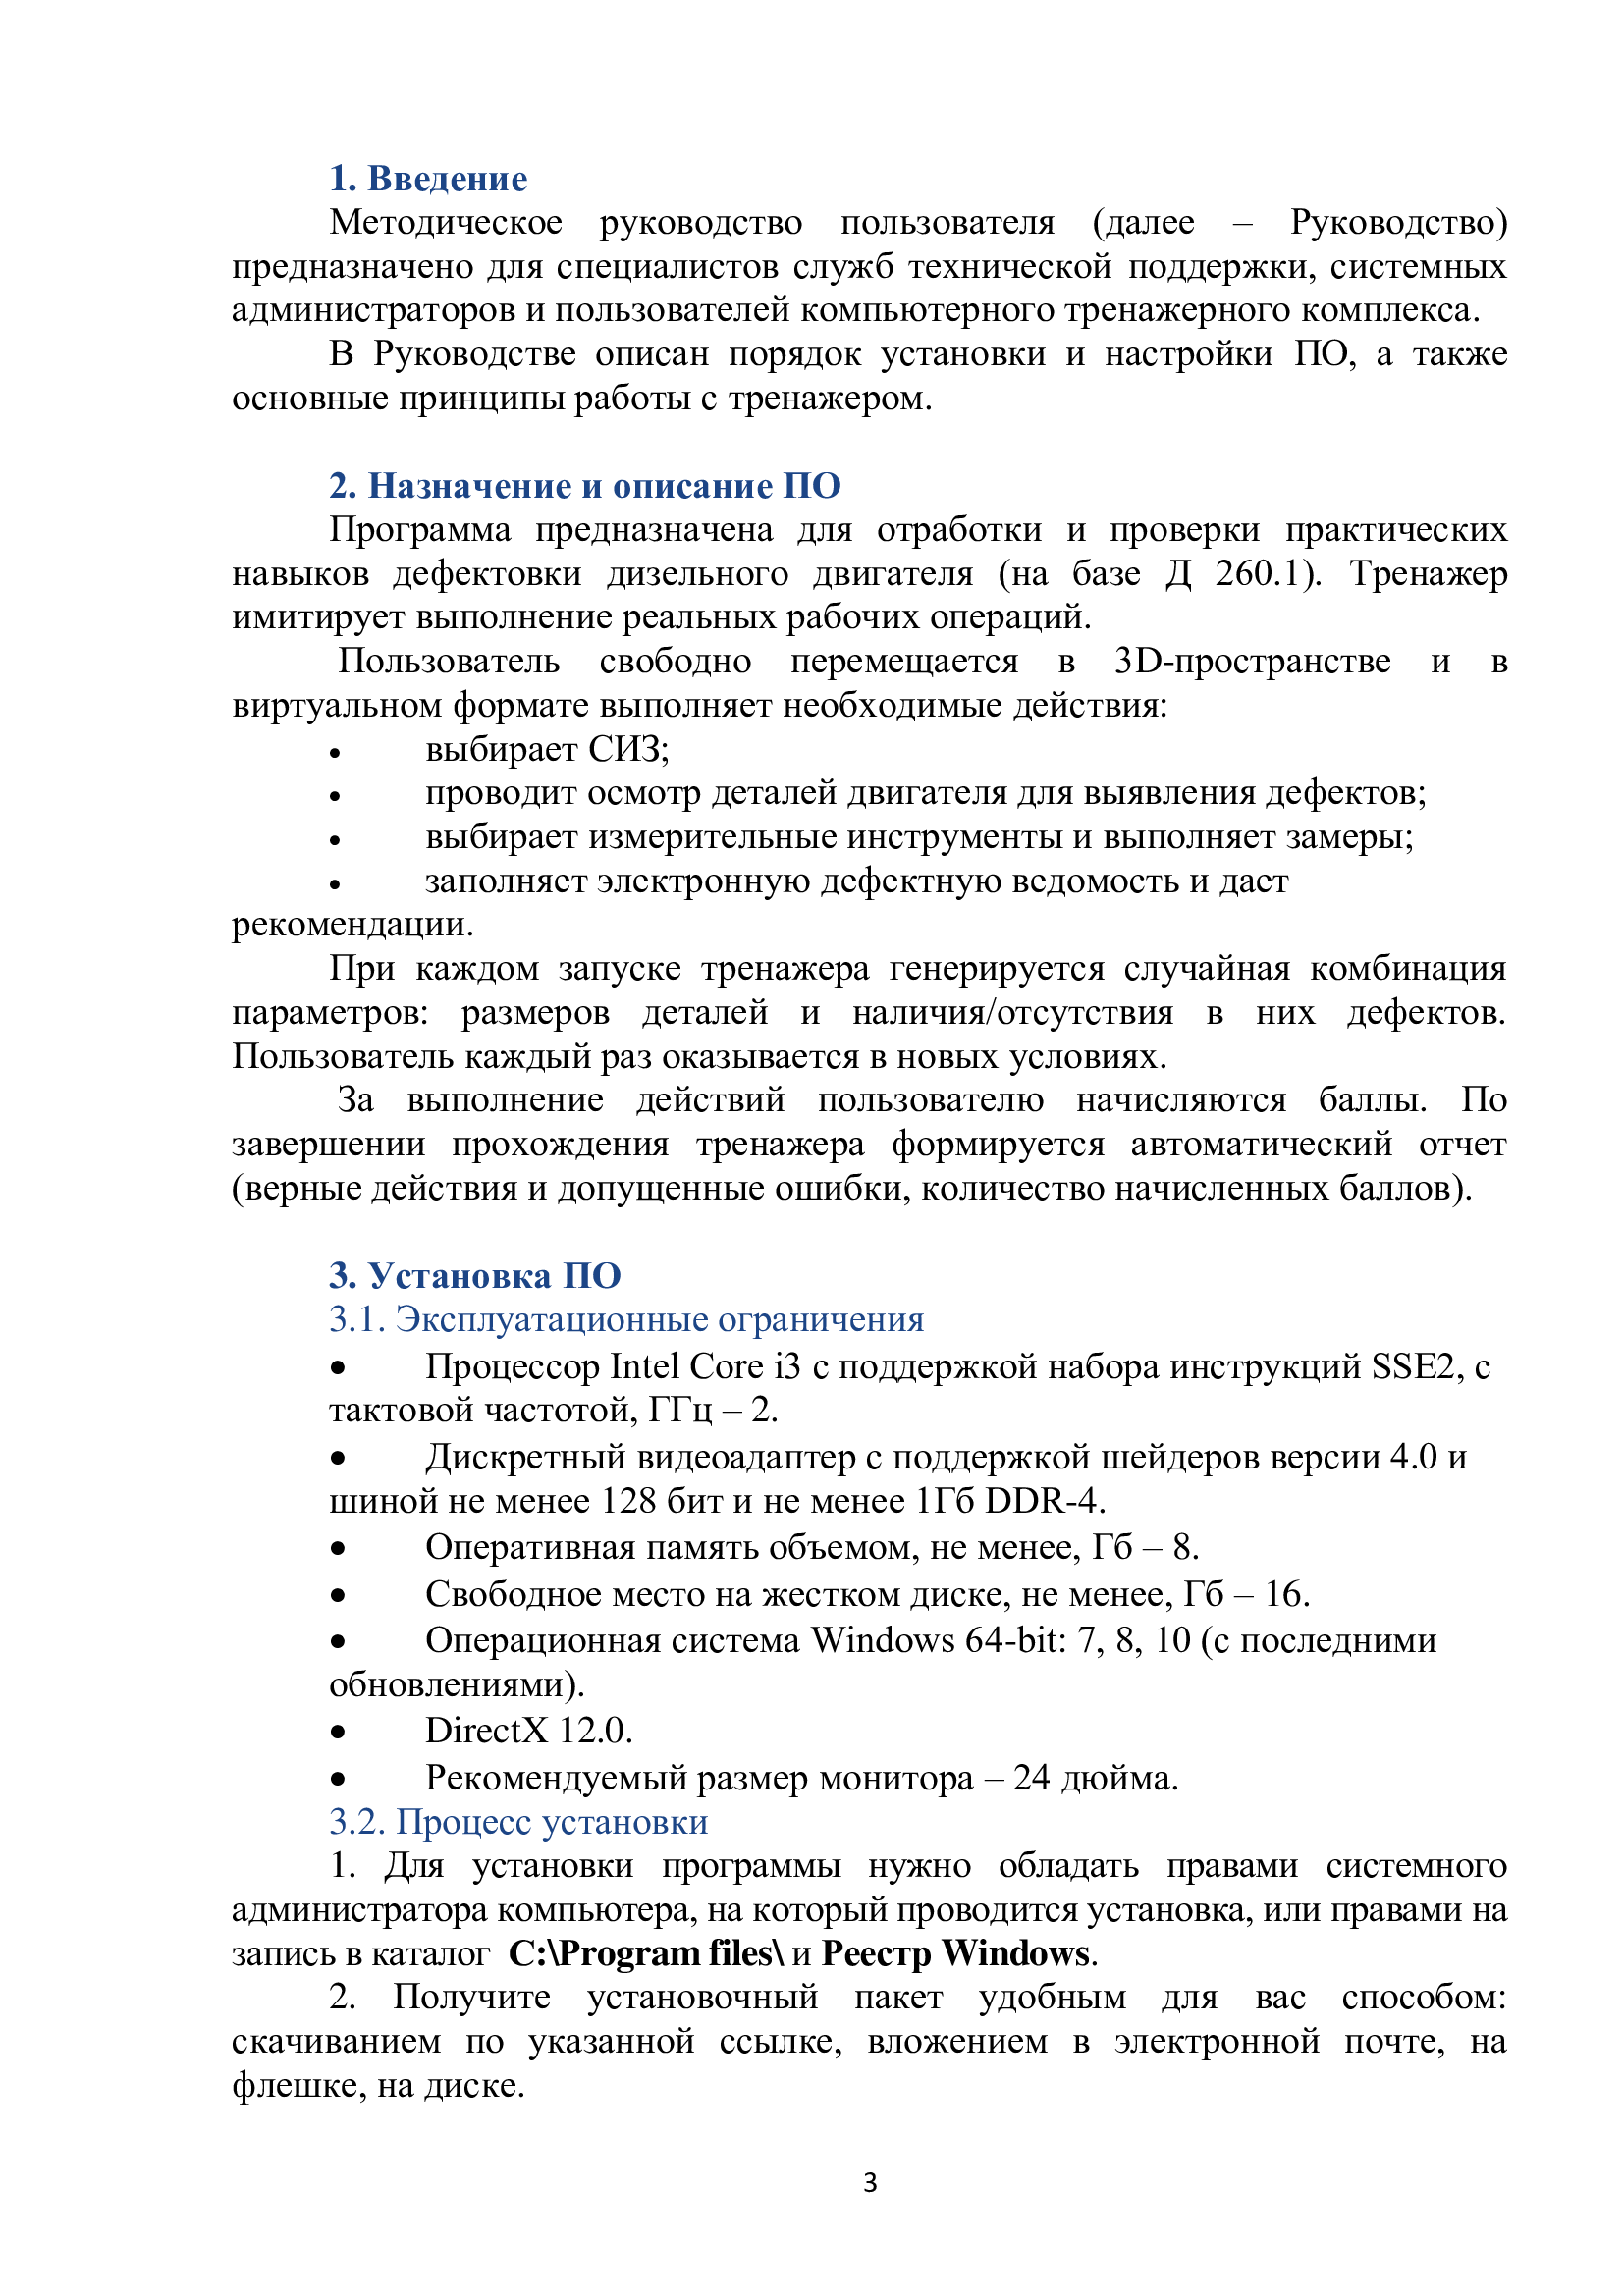 1. Введение
Методическое руководство пользователя (далее – Руководство)
предназначено для специалистов служб технической поддержки, системных
администраторов и пользователей компьютерного тренажерного комплекса.
В Руководстве описан порядок установки и настройки ПО, а также
основные принципы работы с тренажером.
2. Назначение и описание ПО
Программа предназначена для отработки и проверки практических
навыков дефектовки дизельного двигателя (на базе Д 260.1). Тренажер
имитирует выполнение реальных рабочих операций.
Пользователь свободно перемещается в 3D-пространстве и в
виртуальном формате выполняет необходимые действия:
• выбирает СИЗ;
• проводит осмотр деталей двигателя для выявления дефектов;
• выбирает измерительные инструменты и выполняет замеры;
• заполняет электронную дефектную ведомость и дает
рекомендации.
При каждом запуске тренажера генерируется случайная комбинация
параметров: размеров деталей и наличия/отсутствия в них дефектов.
Пользователь каждый раз оказывается в новых условиях.
За выполнение действий пользователю начисляются баллы. По
завершении прохождения тренажера формируется автоматический отчет
(верные действия и допущенные ошибки, количество начисленных баллов).
3. Установка ПО
3.1. Эксплуатационные ограничения
• Процессор Intel Core i3 с поддержкой набора инструкций SSE2, с
тактовой частотой, ГГц – 2.
• Дискретный видеоадаптер с поддержкой шейдеров версии 4.0 и
шиной не менее 128 бит и не менее 1Гб DDR-4.
• Оперативная память объемом, не менее, Гб – 8.
• Свободное место на жестком диске, не менее, Гб – 16.
• Операционная система Windows 64-bit: 7, 8, 10 (с последними
обновлениями).
• DirectX 12.0.
• Рекомендуемый размер монитора – 24 дюйма.
3.2. Процесс установки
1. Для установки программы нужно обладать правами системного
администратора компьютера, на который проводится установка, или правами на
запись в каталог C:\Program files\ и Реестр Windows.
2. Получите установочный пакет удобным для вас способом:
скачиванием по указанной ссылке, вложением в электронной почте, на
флешке, на диске.
3